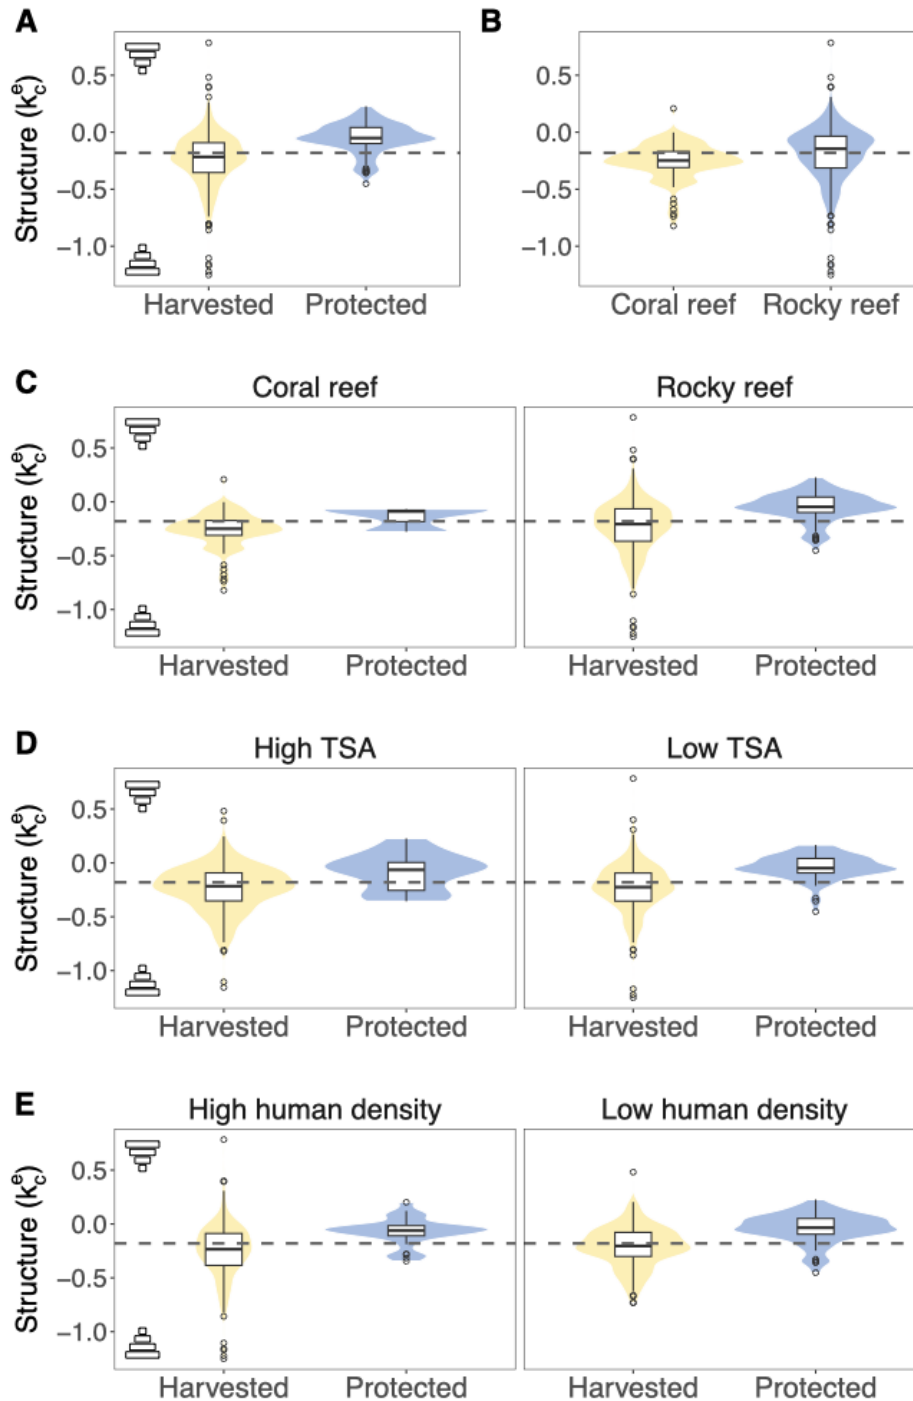 A
B
Structure (k_c^e)
0.5
0.0
−0.5
−1.0
Harvested Protected
0.5
0.0
−0.5
−1.0
Coral reef Rocky reef
C
Coral reef
Rocky reef
Structure (k_c^e)
0.5
0.0
−0.5
−1.0
Harvested Protected
Harvested Protected
D
High TSA
Low TSA
Structure (k_c^e)
0.5
0.0
−0.5
−1.0
Harvested Protected
Harvested Protected
E
High human density
Low human density
Structure (k_c^e)
0.5
0.0
−0.5
−1.0
Harvested Protected
Harvested Protected